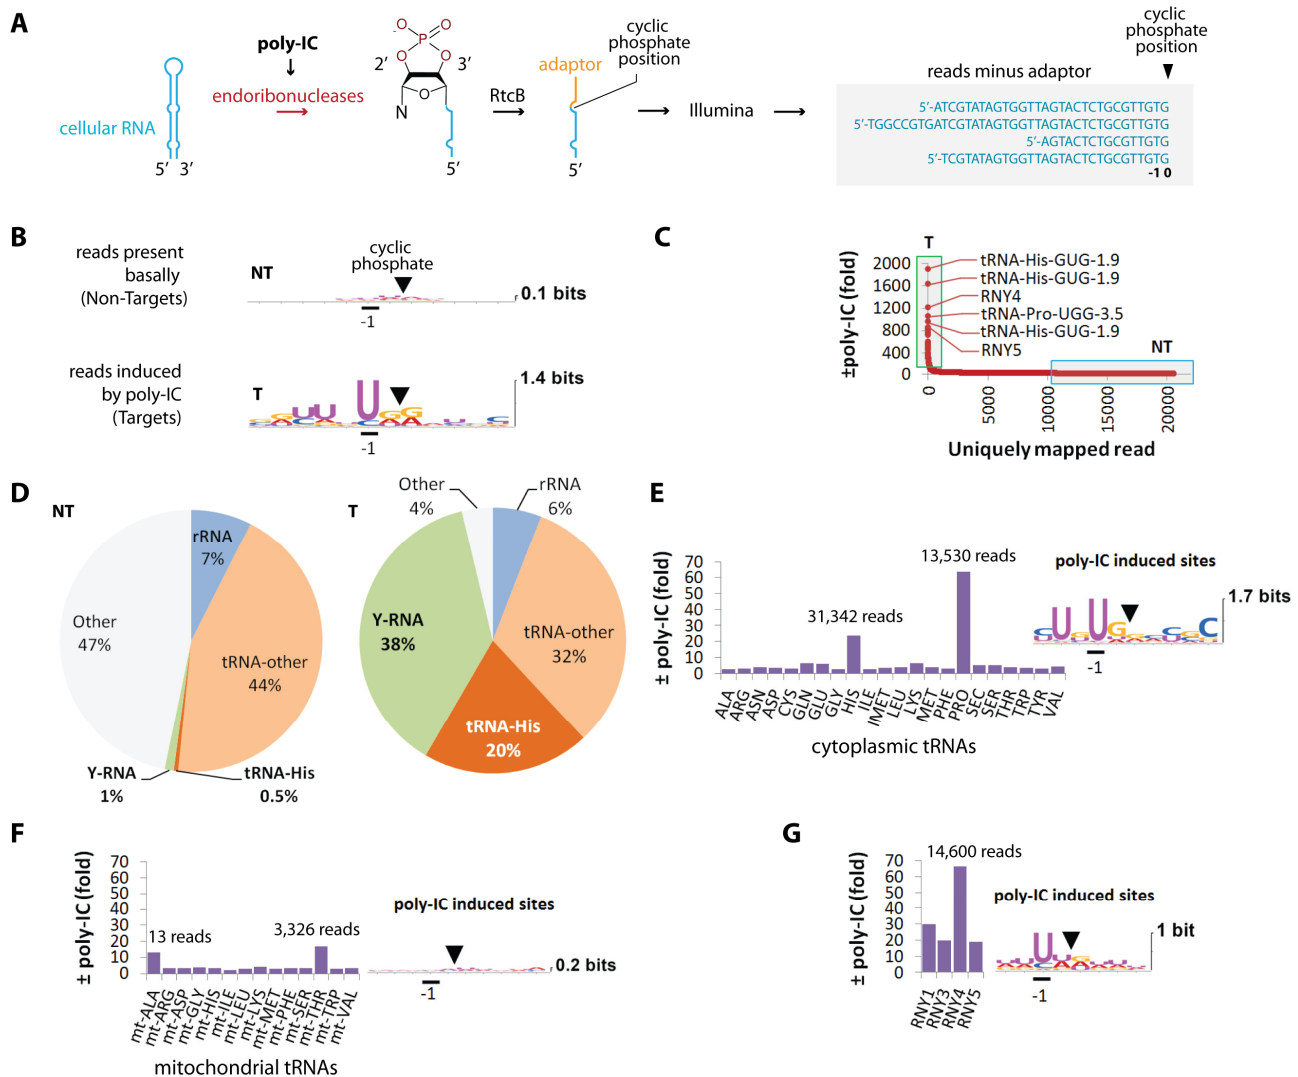 A
cellular RNA
5′ 3′
poly-IC
endoribonucleases
O
O
-
P
O
O
2′
3′
O
N
5′
RtcB
adaptor
cyclic
phosphate
position
5′
Illumina
reads minus adaptor
cyclic
phosphate
position
5′-ATCGTATAGTGGTTAGTACTCTGCGTTGTG
5′-TGGCCGTGATCGTATAGTGGTTAGTACTCTGCGTTGTG
5′-AGTACTCTGCGTTGTG
5′-TCGTATAGTGGTTAGTACTCTGCGTTGTG
-1 0
B
reads present
basally
(Non-Targets)
NT
cyclic
phosphate
0.1 bits
-1
reads induced
by poly-IC
(Targets)
T
1.4 bits
-1
C
T
±poly-IC (fold)
2000
1600
1200
800
400
0
tRNA-His-GUG-1.9
tRNA-His-GUG-1.9
RNY4
tRNA-Pro-UGG-3.5
tRNA-His-GUG-1.9
RNY5
NT
0
5000
10000
15000
20000
Uniquely mapped read
D
NT
rRNA
7%
Other
47%
tRNA-other
44%
Y-RNA
1%
tRNA-His
0.5%
T
Other
4%
rRNA
6%
Y-RNA
38%
tRNA-other
32%
tRNA-His
20%
E
± poly-IC (fold)
70
60
50
40
30
20
10
0
31,342 reads
13,530 reads
ALA
ARG
ASN
ASP
CYS
GLN
GLU
GLY
HIS
ILE
IMET
LEU
LYS
MET
PHE
PRO
SEC
SER
THR
TRP
TYR
VAL
cytoplasmic tRNAs
poly-IC induced sites
1.7 bits
-1
F
± poly-IC (fold)
70
60
50
40
30
20
10
0
13 reads
3,326 reads
mt-ALA
mt-ARG
mt-ASP
mt-GLY
mt-HIS
mt-ILE
mt-LEU
mt-LYS
mt-MET
mt-PHE
mt-SER
mt-THR
mt-TRP
mt-VAL
mitochondrial tRNAs
poly-IC induced sites
0.2 bits
-1
G
± poly-IC (fold)
70
60
50
40
30
20
10
0
14,600 reads
RNY1
RNY3
RNY4
RNY5
poly-IC induced sites
1 bit
-1